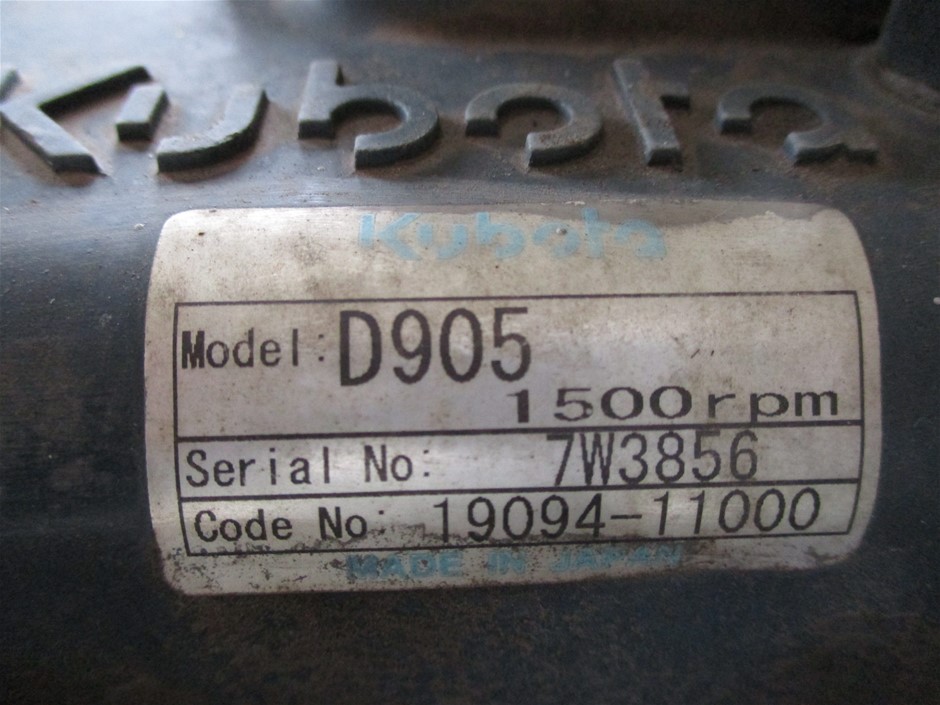 Kubota
Kubota
Model: D905
1500rpm
Serial No: 7W3856
Code No: 19094-11000
MADE IN JAPAN